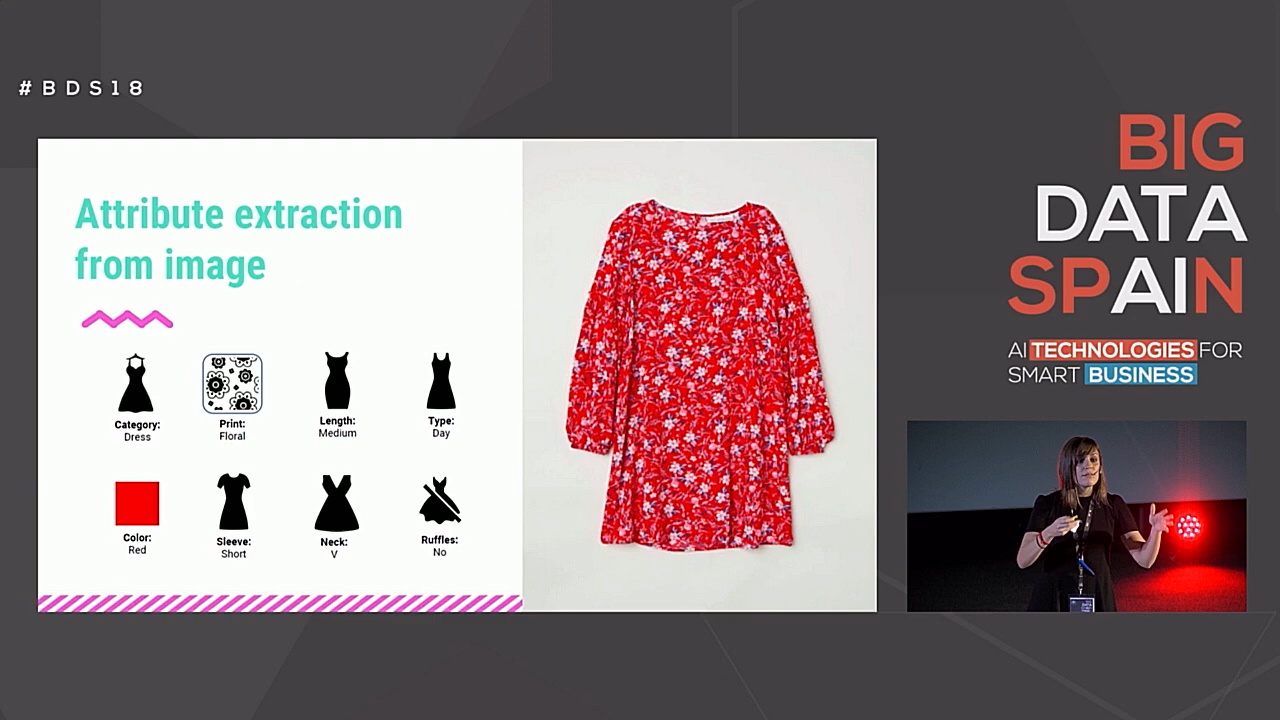 #BDS18
Attribute extraction
from image
Category:
Dress
Print:
Floral
Length:
Medium
Type:
Day
Color:
Red
Sleeve:
Short
Neck:
V
Ruffles:
No
BIG
DATA
SPAIN
AI TECHNOLOGIES FOR
SMART BUSINESS